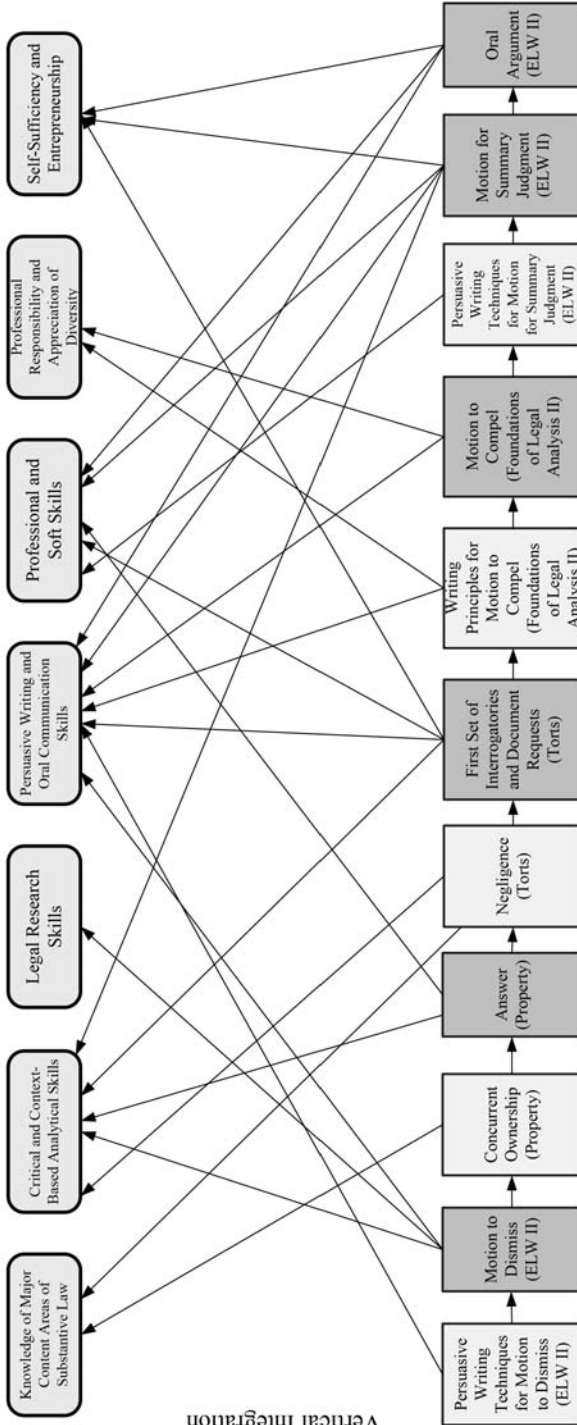 Knowledge of Major
Content Areas of
Substantive Law
Critical and Context-
Based Analytical Skills
Legal Research
Skills
Persuasive Writing and
Oral Communication
Skills
Professional and
Soft Skills
Professional
Responsibility and
Appreciation of
Diversity
Self-Sufficiency and
Entrepreneurship
Vertical Integration
Persuasive
Writing
Techniques
for Motion
to Dismiss
(ELW II)
Motion to
Dismiss
(ELW II)
Concurrent
Ownership
(Property)
Answer
(Property)
Negligence
(Torts)
First Set of
Interrogatories
and Document
Requests
(Torts)
Writing
Principles for
Motion to
Compel
(Foundations
of Legal
Analysis II)
Motion to
Compel
(Foundations
of Legal
Analysis II)
Persuasive
Writing
Techniques
for Motion
for Summary
Judgment
(ELW II)
Motion for
Summary
Judgment
(ELW II)
Oral
Argument
(ELW II)